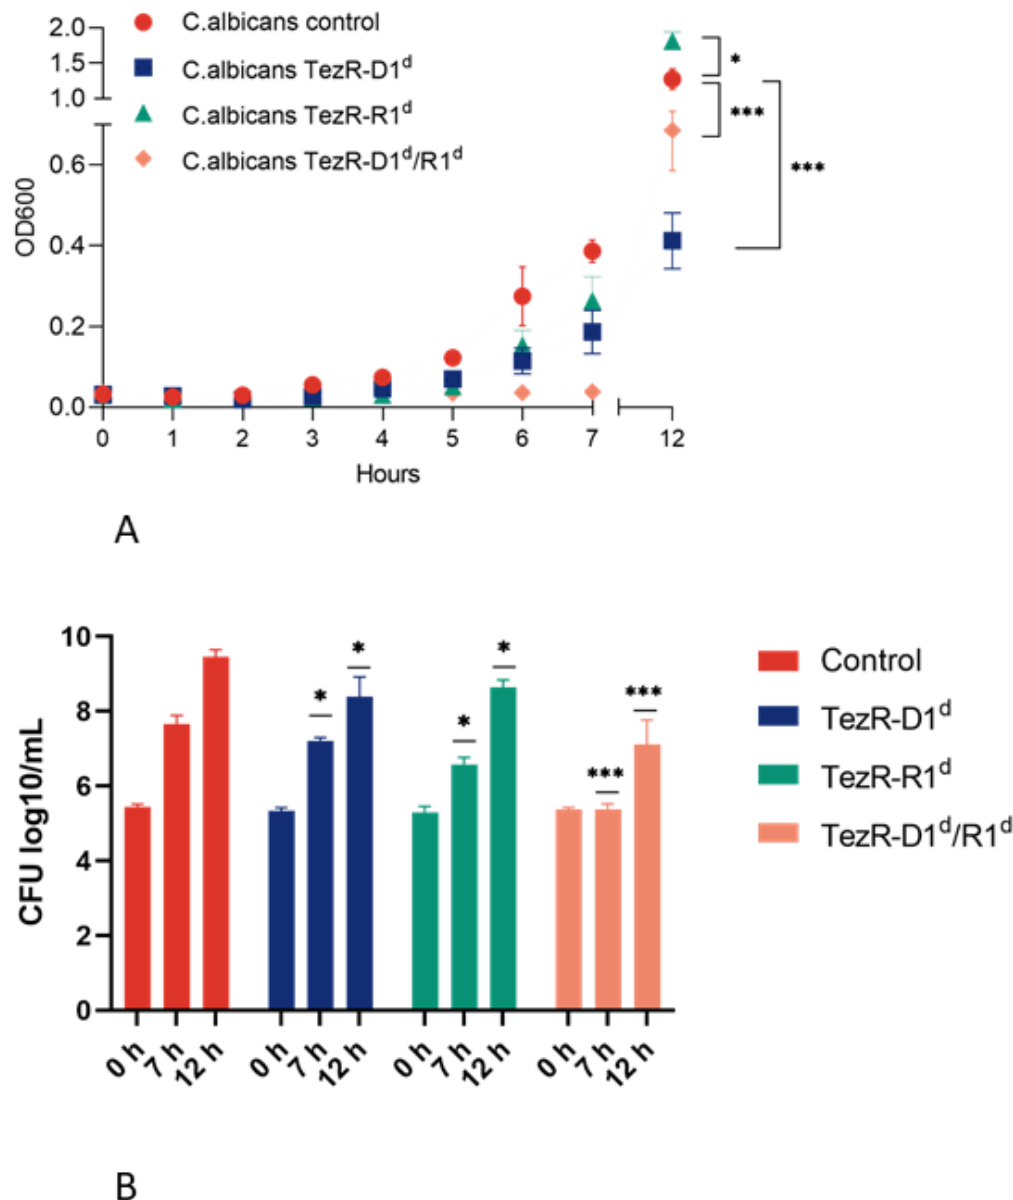 C.albicans control
C.albicans TezR-D1ᵈ
C.albicans TezR-R1ᵈ
C.albicans TezR-D1ᵈ/R1ᵈ
2.0
1.5
1.0
0.6
0.4
0.2
0.0
OD600
0 1 2 3 4 5 6 7 12
Hours
*
***
***
A
10
8
6
4
2
0
CFU log10/mL
* * * * *** ***
0 h 7 h 12 h 0 h 7 h 12 h 0 h 7 h 12 h 0 h 7 h 12 h
Control
TezR-D1ᵈ
TezR-R1ᵈ
TezR-D1ᵈ/R1ᵈ
B